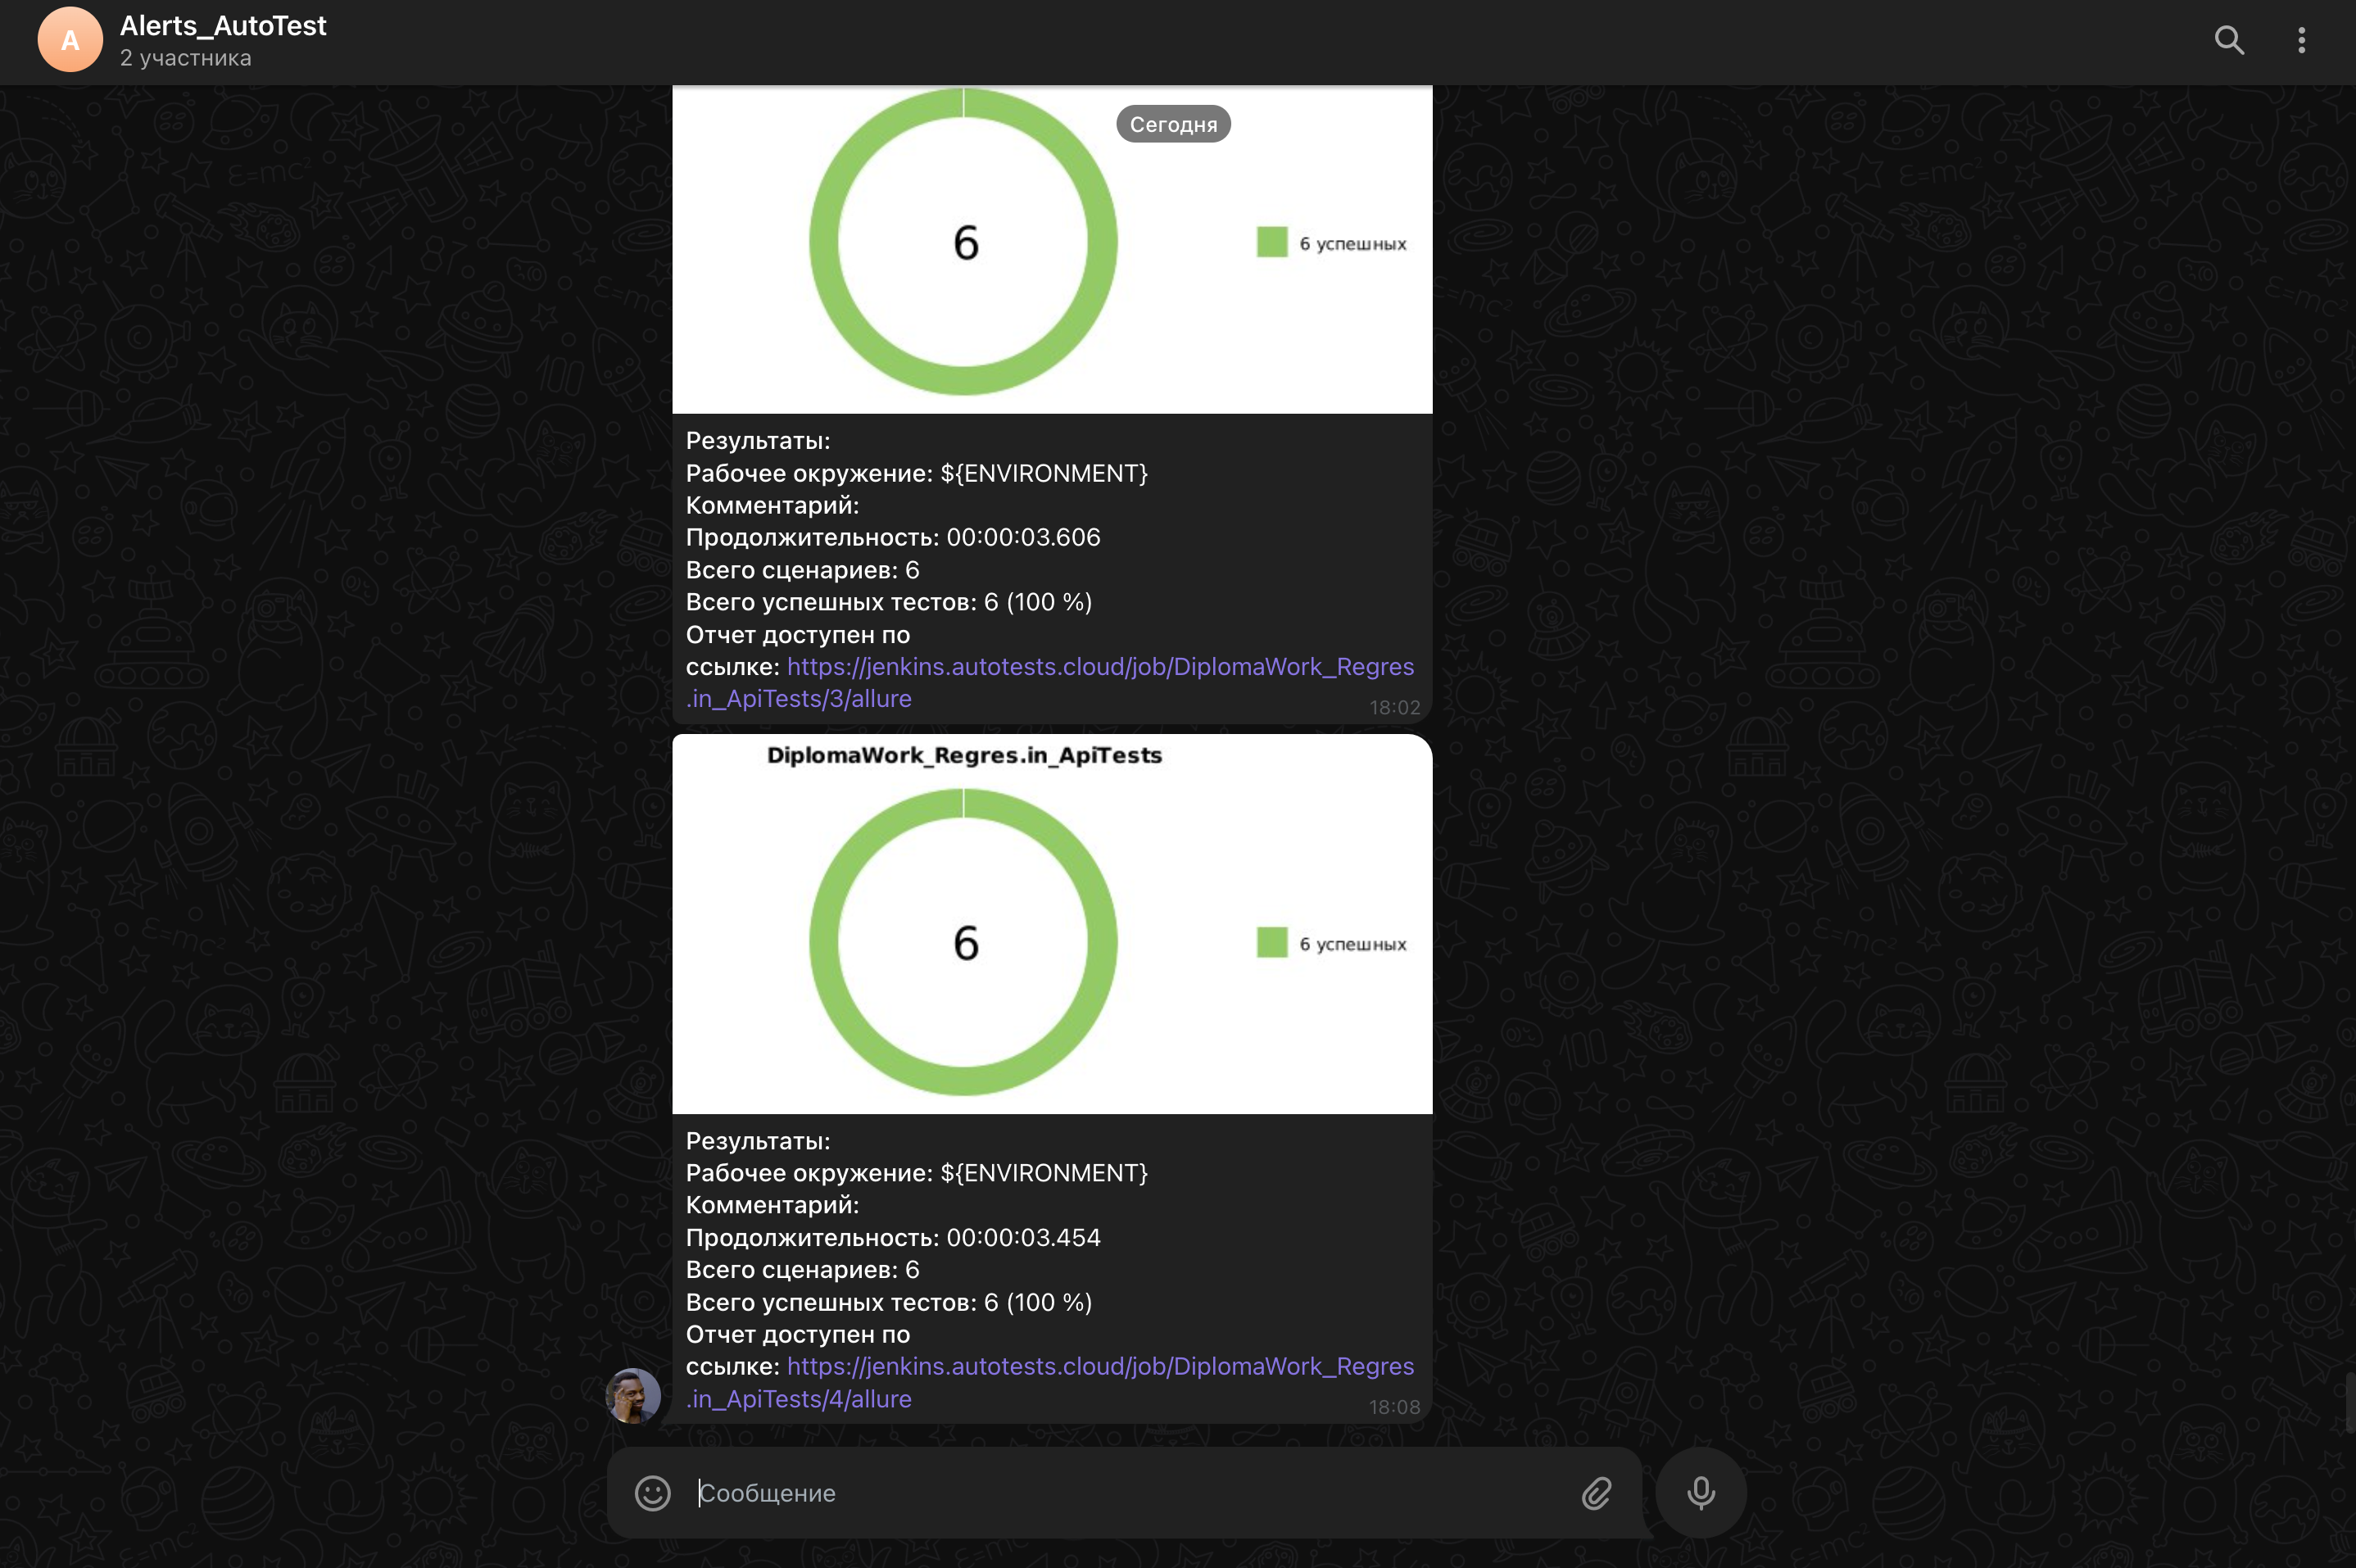 A
Alerts_AutoTest
2 участника
Сегодня
6
6 успешных
Результаты:
Рабочее окружение: ${ENVIRONMENT}
Комментарий:
Продолжительность: 00:00:03.606
Всего сценариев: 6
Всего успешных тестов: 6 (100 %)
Отчет доступен по
ссылке: https://jenkins.autotests.cloud/job/DiplomaWork_Regres
.in_ApiTests/3/allure
18:02
DiplomaWork_Regres.in_ApiTests
6
6 успешных
Результаты:
Рабочее окружение: ${ENVIRONMENT}
Комментарий:
Продолжительность: 00:00:03.454
Всего сценариев: 6
Всего успешных тестов: 6 (100 %)
Отчет доступен по
ссылке: https://jenkins.autotests.cloud/job/DiplomaWork_Regres
.in_ApiTests/4/allure
18:08
Сообщение